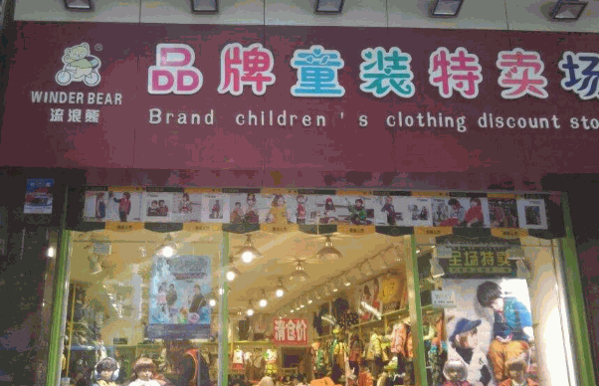 WINDER BEAR
流浪熊
品牌童装特卖场
Brand children's clothing discount sto
清仓价
全场特卖